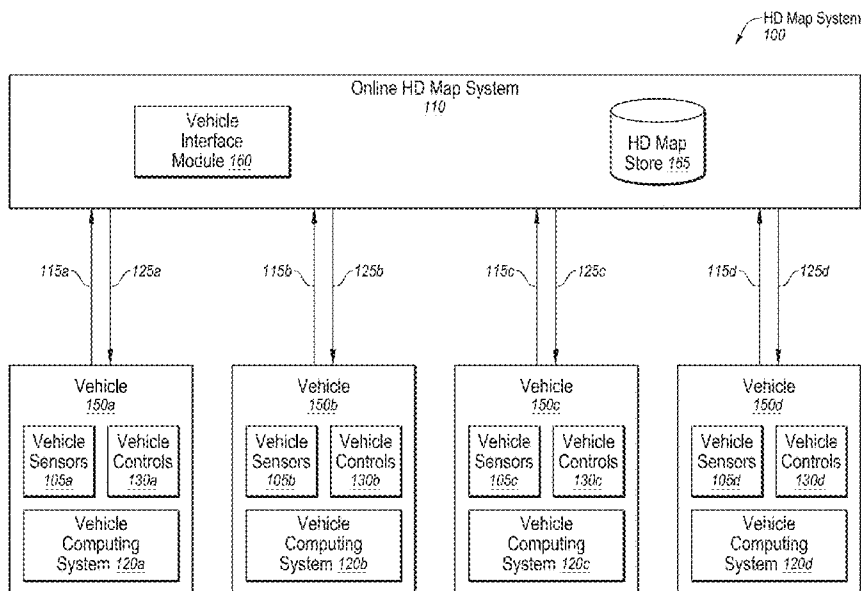 HD Map System
100
Online HD Map System
110
Vehicle
Interface
Module 160
HD Map
Store 165
115a
125a
115b
125b
115c
125c
115d
125d
Vehicle
150a
Vehicle
Sensors
105a
Vehicle
Controls
130a
Vehicle
Computing
System 120a
Vehicle
150b
Vehicle
Sensors
105b
Vehicle
Controls
130b
Vehicle
Computing
System 120b
Vehicle
150c
Vehicle
Sensors
105c
Vehicle
Controls
130c
Vehicle
Computing
System 120c
Vehicle
150d
Vehicle
Sensors
105d
Vehicle
Controls
130d
Vehicle
Computing
System 120d